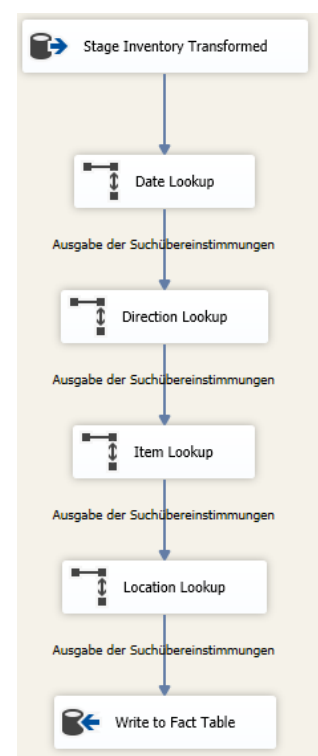 Stage Inventory Transformed
Date Lookup
Ausgabe der Suchübereinstimmungen
Direction Lookup
Ausgabe der Suchübereinstimmungen
Item Lookup
Ausgabe der Suchübereinstimmungen
Location Lookup
Ausgabe der Suchübereinstimmungen
Write to Fact Table